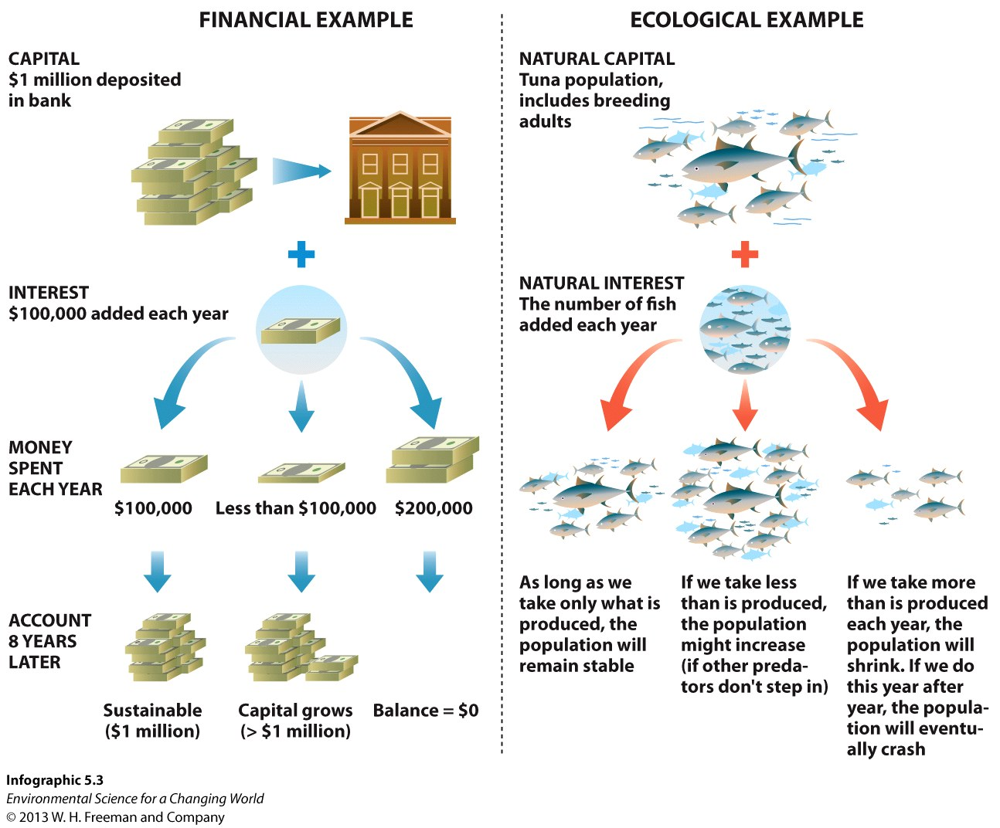 FINANCIAL EXAMPLE
CAPITAL
$1 million deposited
in bank
INTEREST
$100,000 added each year
MONEY
SPENT
EACH YEAR
$100,000
Less than $100,000
$200,000
ACCOUNT
8 YEARS
LATER
Sustainable
($1 million)
Capital grows
(> $1 million)
Balance = $0
ECOLOGICAL EXAMPLE
NATURAL CAPITAL
Tuna population,
includes breeding
adults
NATURAL INTEREST
The number of fish
added each year
As long as we
take only what is
produced, the
population will
remain stable
If we take less
than is produced,
the population
might increase
(if other preda-
tors don't step in)
If we take more
than is produced
each year, the
population will
shrink. If we do
this year after
year, the popula-
tion will eventu-
ally crash
Infographic 5.3
Environmental Science for a Changing World
© 2013 W. H. Freeman and Company